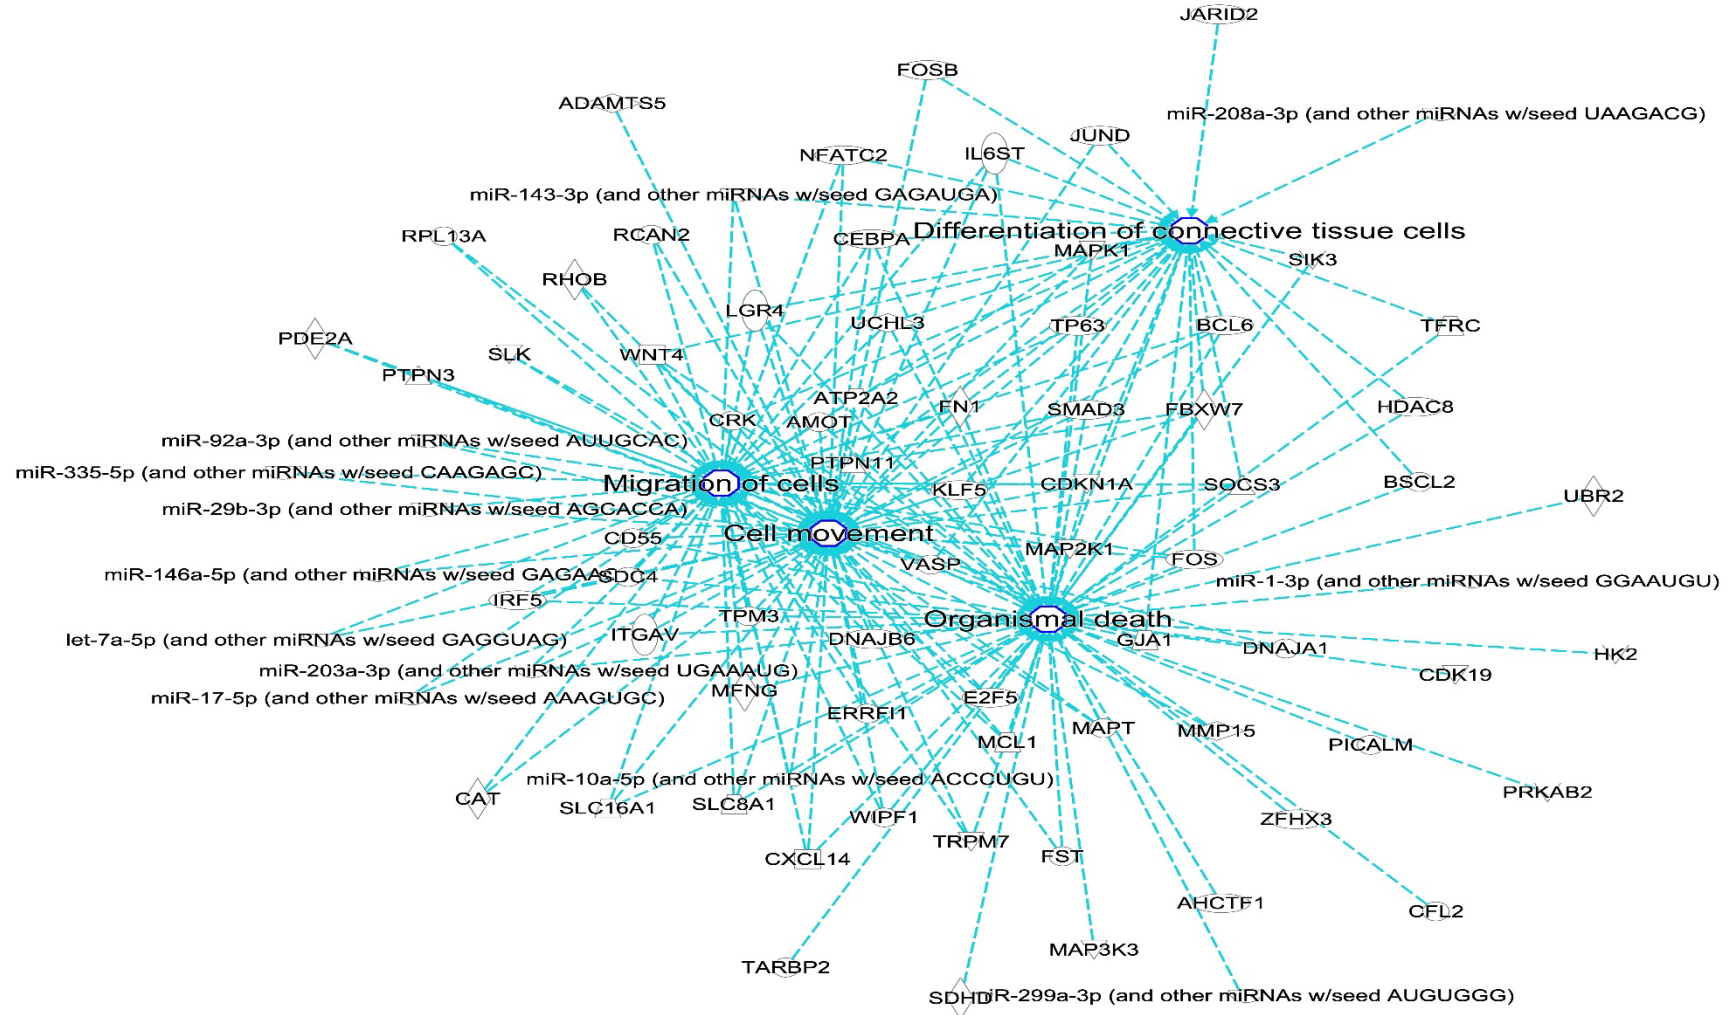 JARID2
FOSB
ADAMTS5
miR-208a-3p (and other miRNAs w/seed UAAGACG)
JUND
NFATC2
IL6ST
miR-143-3p (and other miRNAs w/seed GAGAUGA)
RPL13A
RCAN2
CEBPA
Differentiation of connective tissue cells
MAPK1
SIK3
RHOB
LGR4
UCHL3
TP63
BCL6
TFRC
PDE2A
SLK
WNT4
PTPN3
ATP2A2
FN1
SMAD3
FBXW7
HDAC8
CRK
AMOT
miR-92a-3p (and other miRNAs w/seed AUUGCAC)
PTPN11
miR-335-5p (and other miRNAs w/seed CAAGAGC)
Migration of cells
KLF5
CDKN1A
SOCS3
BSCL2
UBR2
miR-29b-3p (and other miRNAs w/seed AGCACCA)
CD55
Cell movement
MAP2K1
FOS
VASP
miR-146a-5p (and other miRNAs w/seed GAGAAC
SDC4
miR-1-3p (and other miRNAs w/seed GGAAUGU)
IRF5
TPM3
Organismal death
let-7a-5p (and other miRNAs w/seed GAGGUAG)
ITGAV
DNAJB6
GJA1
DNAJA1
HK2
miR-203a-3p (and other miRNAs w/seed UGAAAUG)
CDK19
miR-17-5p (and other miRNAs w/seed AAAGUGC)
MFNG
E2F5
ERRFI1
MCL1
MAPT
MMP15
PICALM
miR-10a-5p (and other miRNAs w/seed ACCCUGU)
CAT
SLC16A1
SLC8A1
WIPF1
PRKAB2
ZFHX3
TRPM7
CXCL14
FST
AHCTF1
CFL2
MAP3K3
TARBP2
SDHD
miR-299a-3p (and other miRNAs w/seed AUGUGGG)